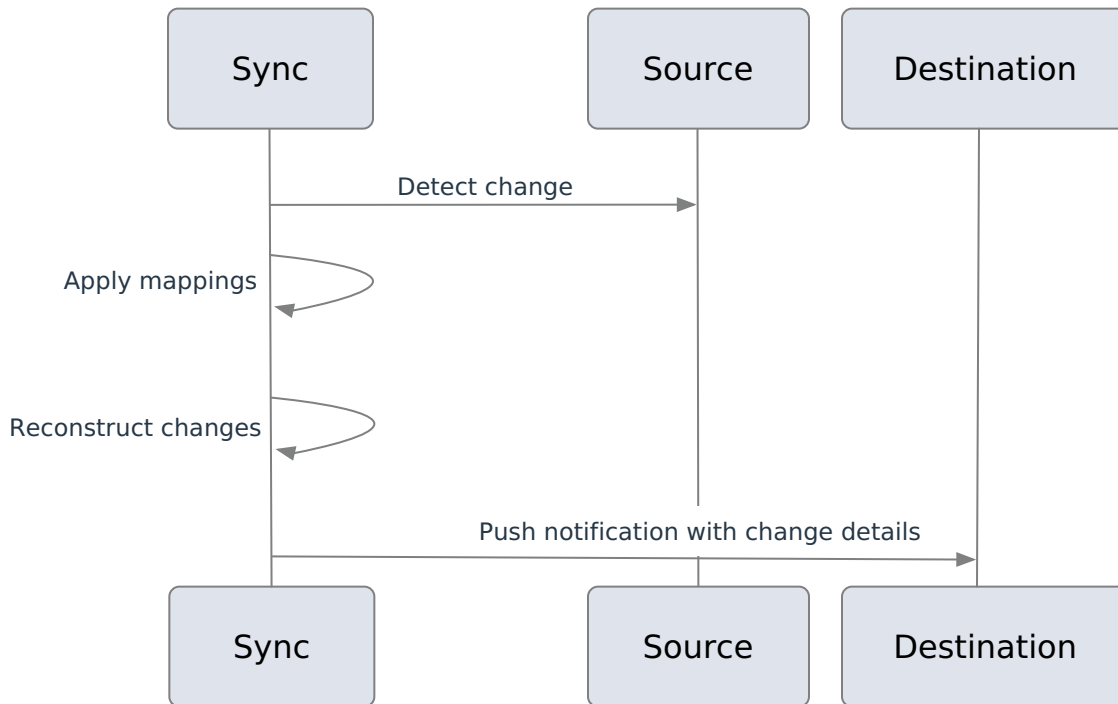 Sync
Source
Destination
Detect change
Apply mappings
Reconstruct changes
Push notification with change details
Sync
Source
Destination